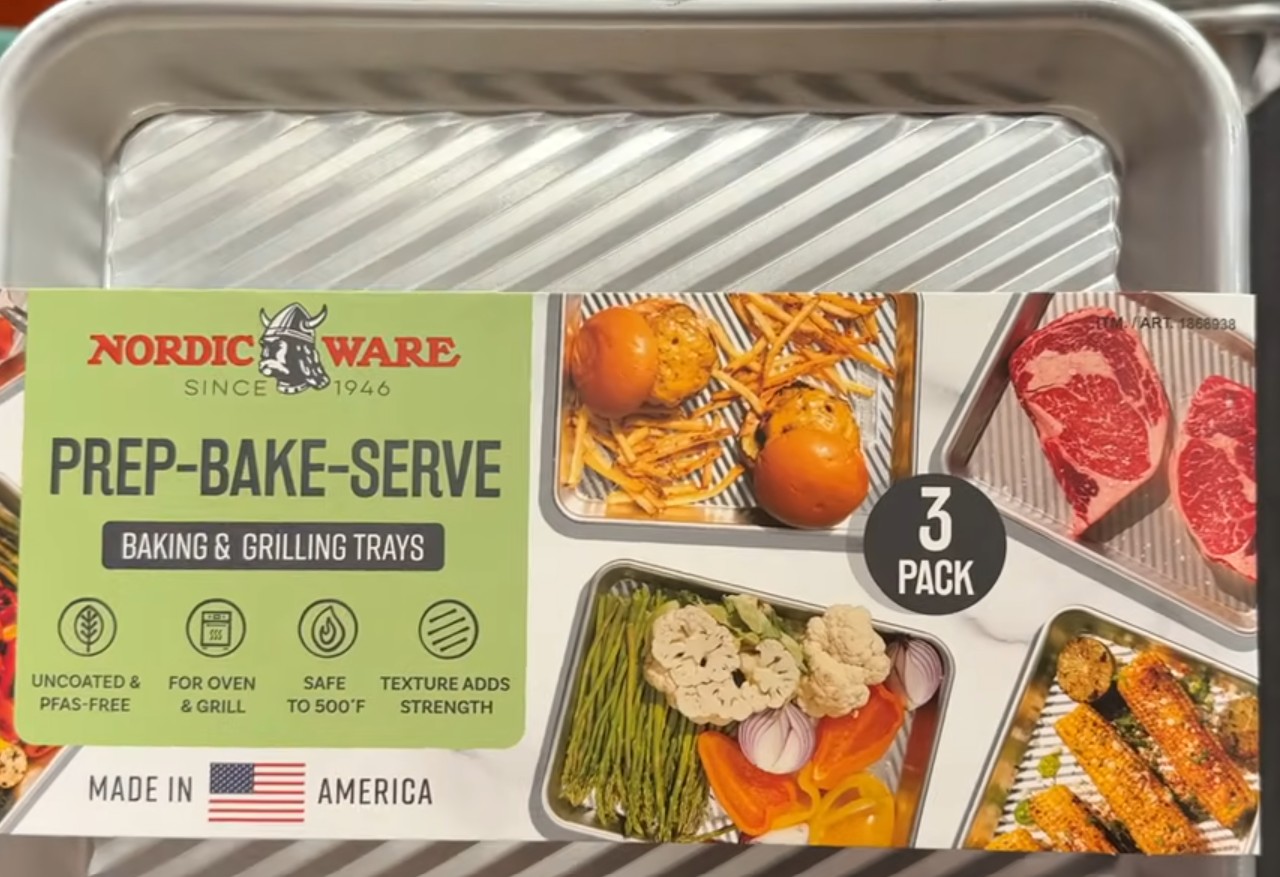 NORDIC WARE
SINCE 1946
PREP-BAKE-SERVE
BAKING & GRILLING TRAYS
UNCOATED &
PFAS-FREE
FOR OVEN
& GRILL
SAFE
TO 500°F
TEXTURE ADDS
STRENGTH
MADE IN AMERICA
3
PACK
ITM. /ART. 1868938